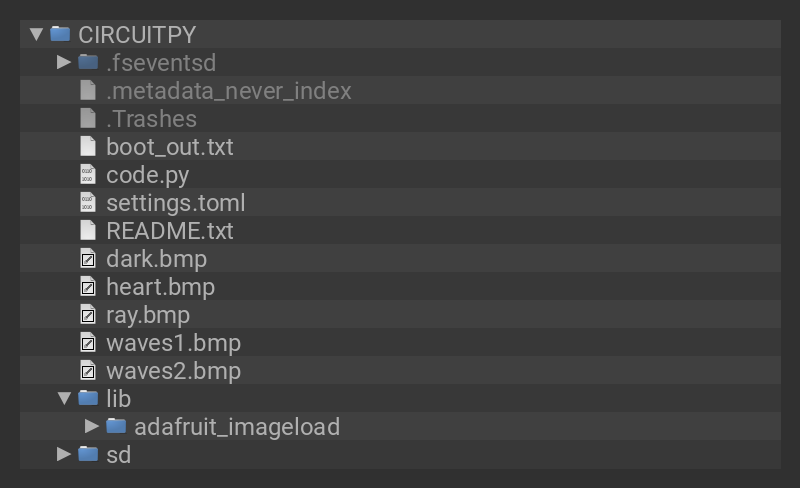 CIRCUITPY
.fseventsd
.metadata_never_index
.Trashes
boot_out.txt
code.py
settings.toml
README.txt
dark.bmp
heart.bmp
ray.bmp
waves1.bmp
waves2.bmp
lib
adafruit_imageload
sd